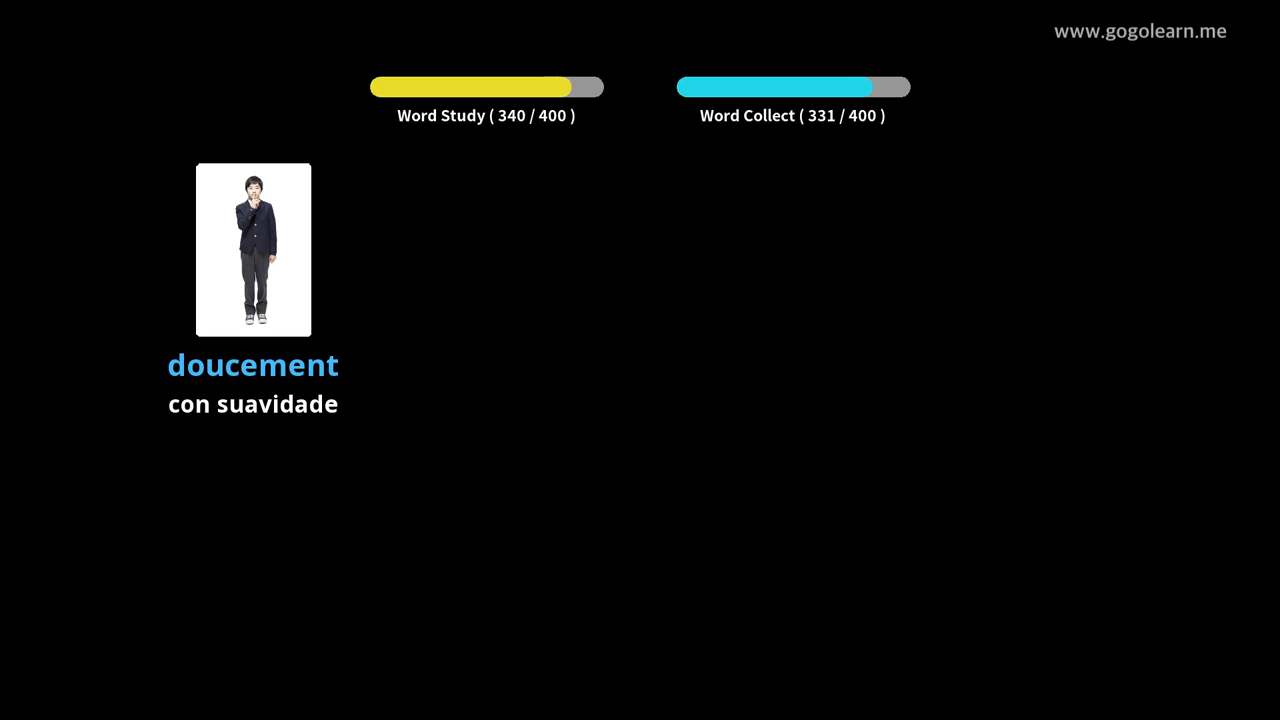 www.gogolearn.me
Word Study ( 340 / 400 )
Word Collect ( 331 / 400 )
doucement
con suavidade